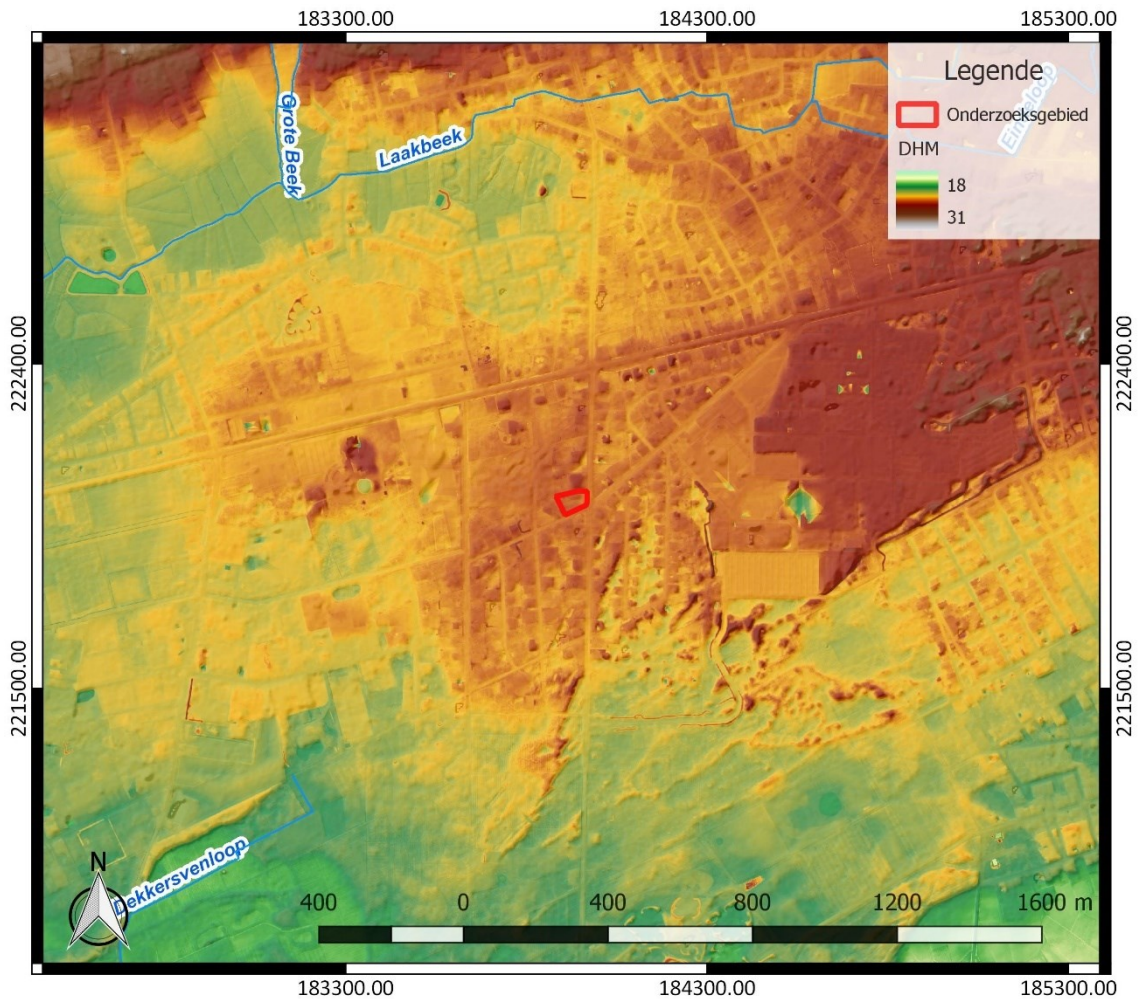 183300.00 184300.00 185300.00
Legende
Onderzoeksgebied
DHM
18
31
Eindeloop
Grote Beek
Laakbeek
222400.00 222400.00
221500.00 221500.00
Dekkersvenloop
N
400 0 400 800 1200 1600 m
183300.00 184300.00 185300.00